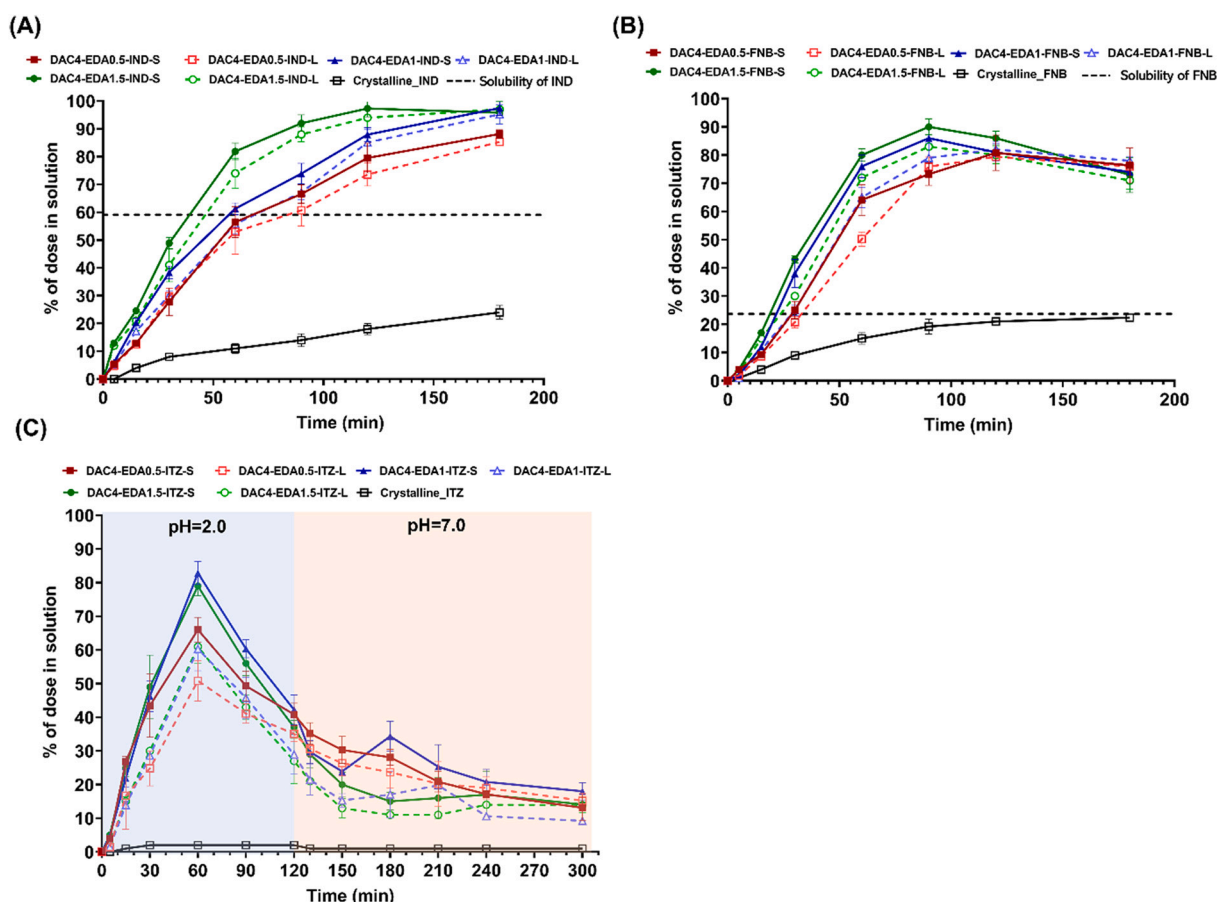 (A)
DAC4-EDA0.5-IND-S DAC4-EDA0.5-IND-L DAC4-EDA1-IND-S DAC4-EDA1-IND-L
DAC4-EDA1.5-IND-S DAC4-EDA1.5-IND-L Crystalline_IND Solubility of IND
100
90
80
70
60
50
40
30
20
10
0
% of dose in solution
0 50 100 150 200
Time (min)
(B)
DAC4-EDA0.5-FNB-S DAC4-EDA0.5-FNB-L DAC4-EDA1-FNB-S DAC4-EDA1-FNB-L
DAC4-EDA1.5-FNB-S DAC4-EDA1.5-FNB-L Crystalline_FNB Solubility of FNB
100
90
80
70
60
50
40
30
20
10
0
% of dose in solution
0 50 100 150 200
Time (min)
(C)
DAC4-EDA0.5-ITZ-S DAC4-EDA0.5-ITZ-L DAC4-EDA1-ITZ-S DAC4-EDA1-ITZ-L
DAC4-EDA1.5-ITZ-S DAC4-EDA1.5-ITZ-L Crystalline_ITZ
pH=2.0 pH=7.0
100
90
80
70
60
50
40
30
20
10
0
% of dose in solution
0 30 60 90 120 150 180 210 240 300
Time (min)